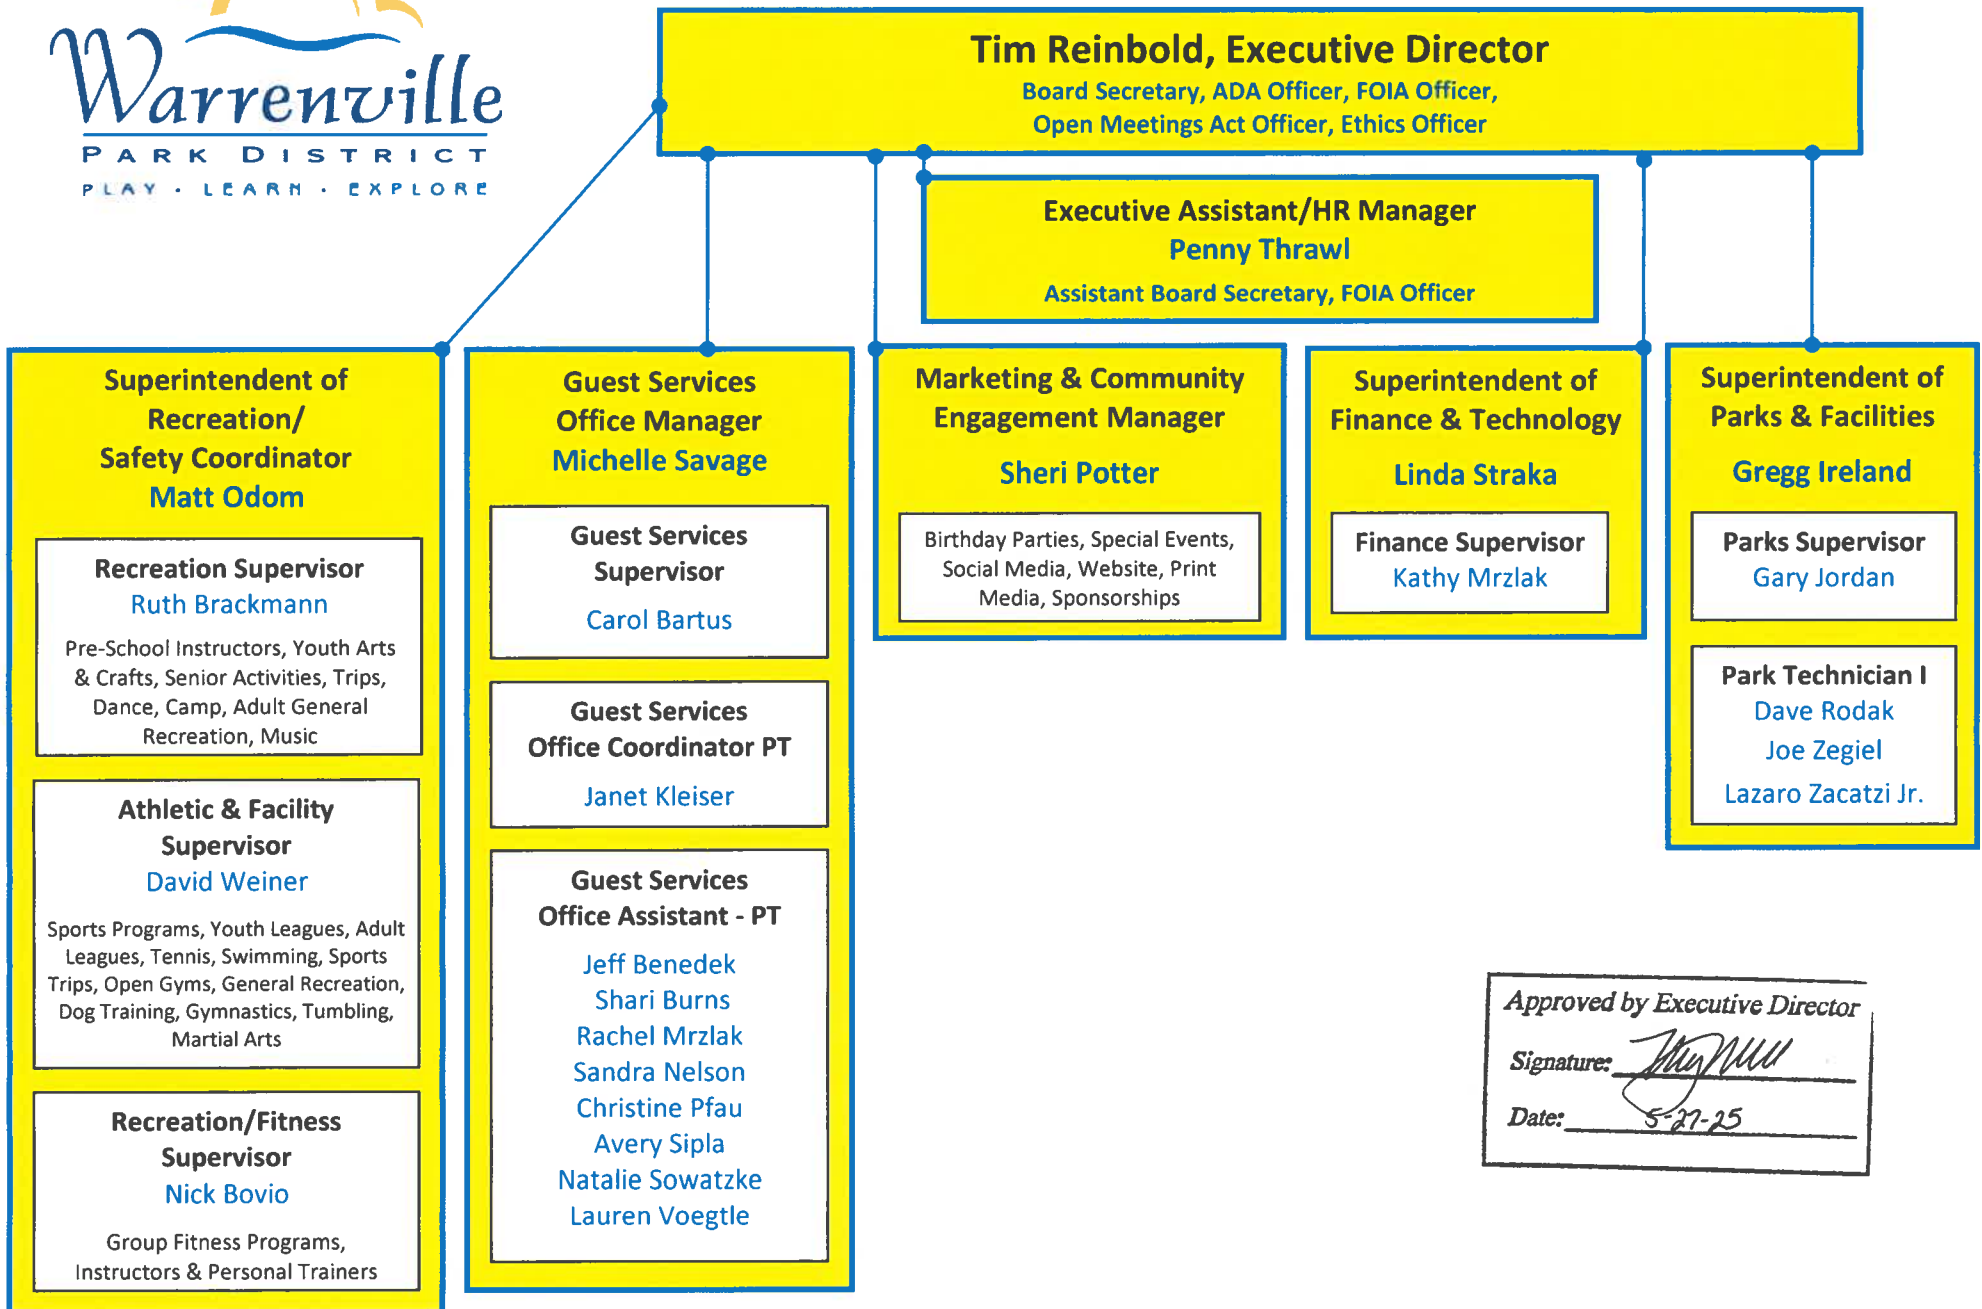 Warrenville
PARK DISTRICT
PLAY · LEARN · EXPLORE
Tim Reinbold, Executive Director
Board Secretary, ADA Officer, FOIA Officer,
Open Meetings Act Officer, Ethics Officer
Executive Assistant/HR Manager
Penny Thrawl
Assistant Board Secretary, FOIA Officer
Superintendent of
Recreation/
Safety Coordinator
Matt Odom
Recreation Supervisor
Ruth Brackmann
Pre-School Instructors, Youth Arts
& Crafts, Senior Activities, Trips,
Dance, Camp, Adult General
Recreation, Music
Athletic & Facility
Supervisor
David Weiner
Sports Programs, Youth Leagues, Adult
Leagues, Tennis, Swimming, Sports
Trips, Open Gyms, General Recreation,
Dog Training, Gymnastics, Tumbling,
Martial Arts
Recreation/Fitness
Supervisor
Nick Bovio
Group Fitness Programs,
Instructors & Personal Trainers
Guest Services
Office Manager
Michelle Savage
Guest Services
Supervisor
Carol Bartus
Guest Services
Office Coordinator PT
Janet Kleiser
Guest Services
Office Assistant - PT
Jeff Benedek
Shari Burns
Rachel Mrzlak
Sandra Nelson
Christine Pfau
Avery Sipla
Natalie Sowatzke
Lauren Voegtle
Marketing & Community
Engagement Manager
Sheri Potter
Birthday Parties, Special Events,
Social Media, Website, Print
Media, Sponsorships
Superintendent of
Finance & Technology
Linda Straka
Finance Supervisor
Kathy Mrzlak
Superintendent of
Parks & Facilities
Gregg Ireland
Parks Supervisor
Gary Jordan
Park Technician I
Dave Rodak
Joe Zegiel
Lazaro Zacatzi Jr.
Approved by Executive Director
Signature:
Date: 5-27-25